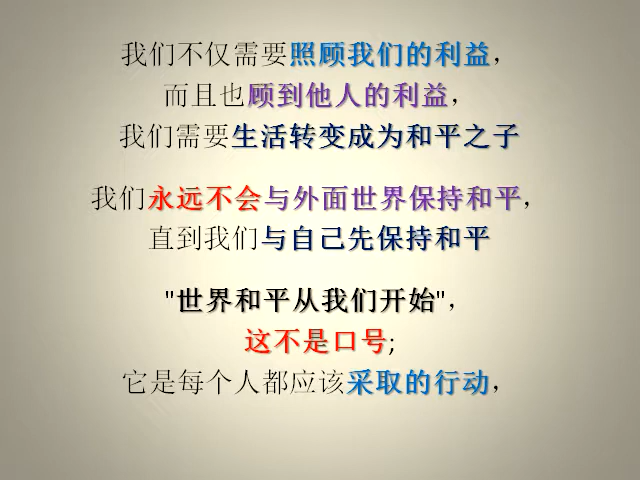 我们不仅需要照顾我们的利益，
而且也顾到他人的利益，
我们需要生活转变成为和平之子
我们永远不会与外面世界保持和平，
直到我们与自己先保持和平
"世界和平从我们开始"，
这不是口号;
它是每个人都应该采取的行动，